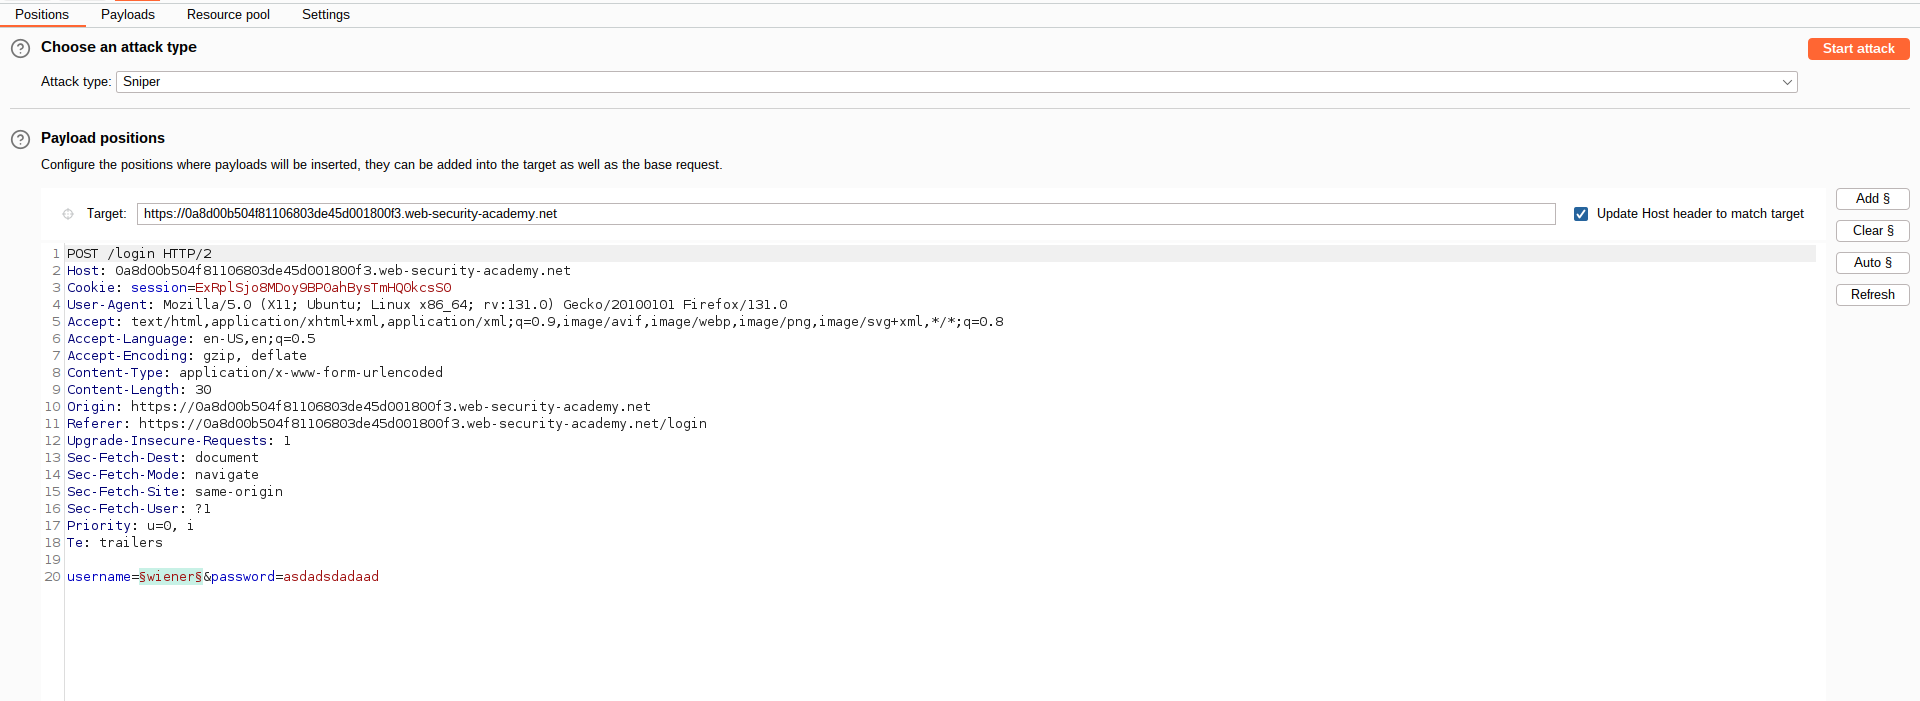 Positions Payloads Resource pool Settings
Choose an attack type
Start attack
Attack type: Sniper
Payload positions
Configure the positions where payloads will be inserted, they can be added into the target as well as the base request.
Target: https://0a8d00b504f81106803de45d001800f3.web-security-academy.net
Update Host header to match target
Add §
Clear §
Auto §
Refresh
1 POST /login HTTP/2
2 Host: 0a8d00b504f81106803de45d001800f3.web-security-academy.net
3 Cookie: session=ExRplSjo8MDoy9BPOahBysTmHQOkcsSO
4 User-Agent: Mozilla/5.0 (X11; Ubuntu; Linux x86_64; rv:131.0) Gecko/20100101 Firefox/131.0
5 Accept: text/html,application/xhtml+xml,application/xml;q=0.9,image/avif,image/webp,image/png,image/svg+xml,*/*;q=0.8
6 Accept-Language: en-US,en;q=0.5
7 Accept-Encoding: gzip, deflate
8 Content-Type: application/x-www-form-urlencoded
9 Content-Length: 30
10 Origin: https://0a8d00b504f81106803de45d001800f3.web-security-academy.net
11 Referer: https://0a8d00b504f81106803de45d001800f3.web-security-academy.net/login
12 Upgrade-Insecure-Requests: 1
13 Sec-Fetch-Dest: document
14 Sec-Fetch-Mode: navigate
15 Sec-Fetch-Site: same-origin
16 Sec-Fetch-User: ?1
17 Priority: u=0, i
18 Te: trailers
19
20 username=§wiener§&password=asdadsdadaad